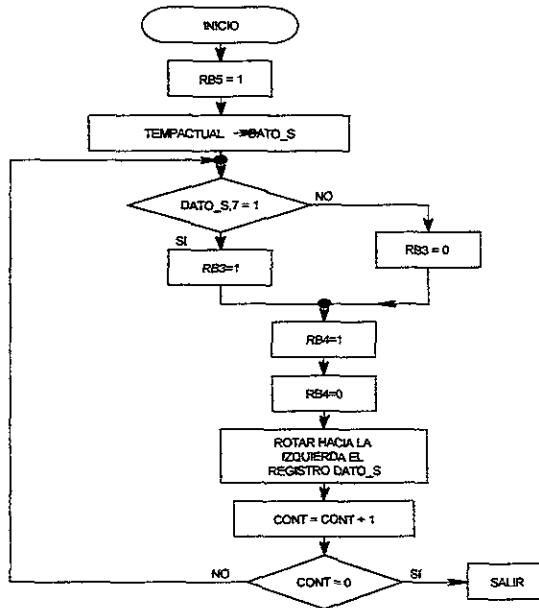 INICIO
RB5 = 1
TEMPACTUAL → DATO_S
DATO_S,7 = 1
NO
SI
RB3=1
RB3 = 0
RB4=1
RB4=0
ROTAR HACIA LA
IZQUIERDA EL
REGISTRO DATO_S
CONT = CONT + 1
NO
CONT = 0
SI
SALIR